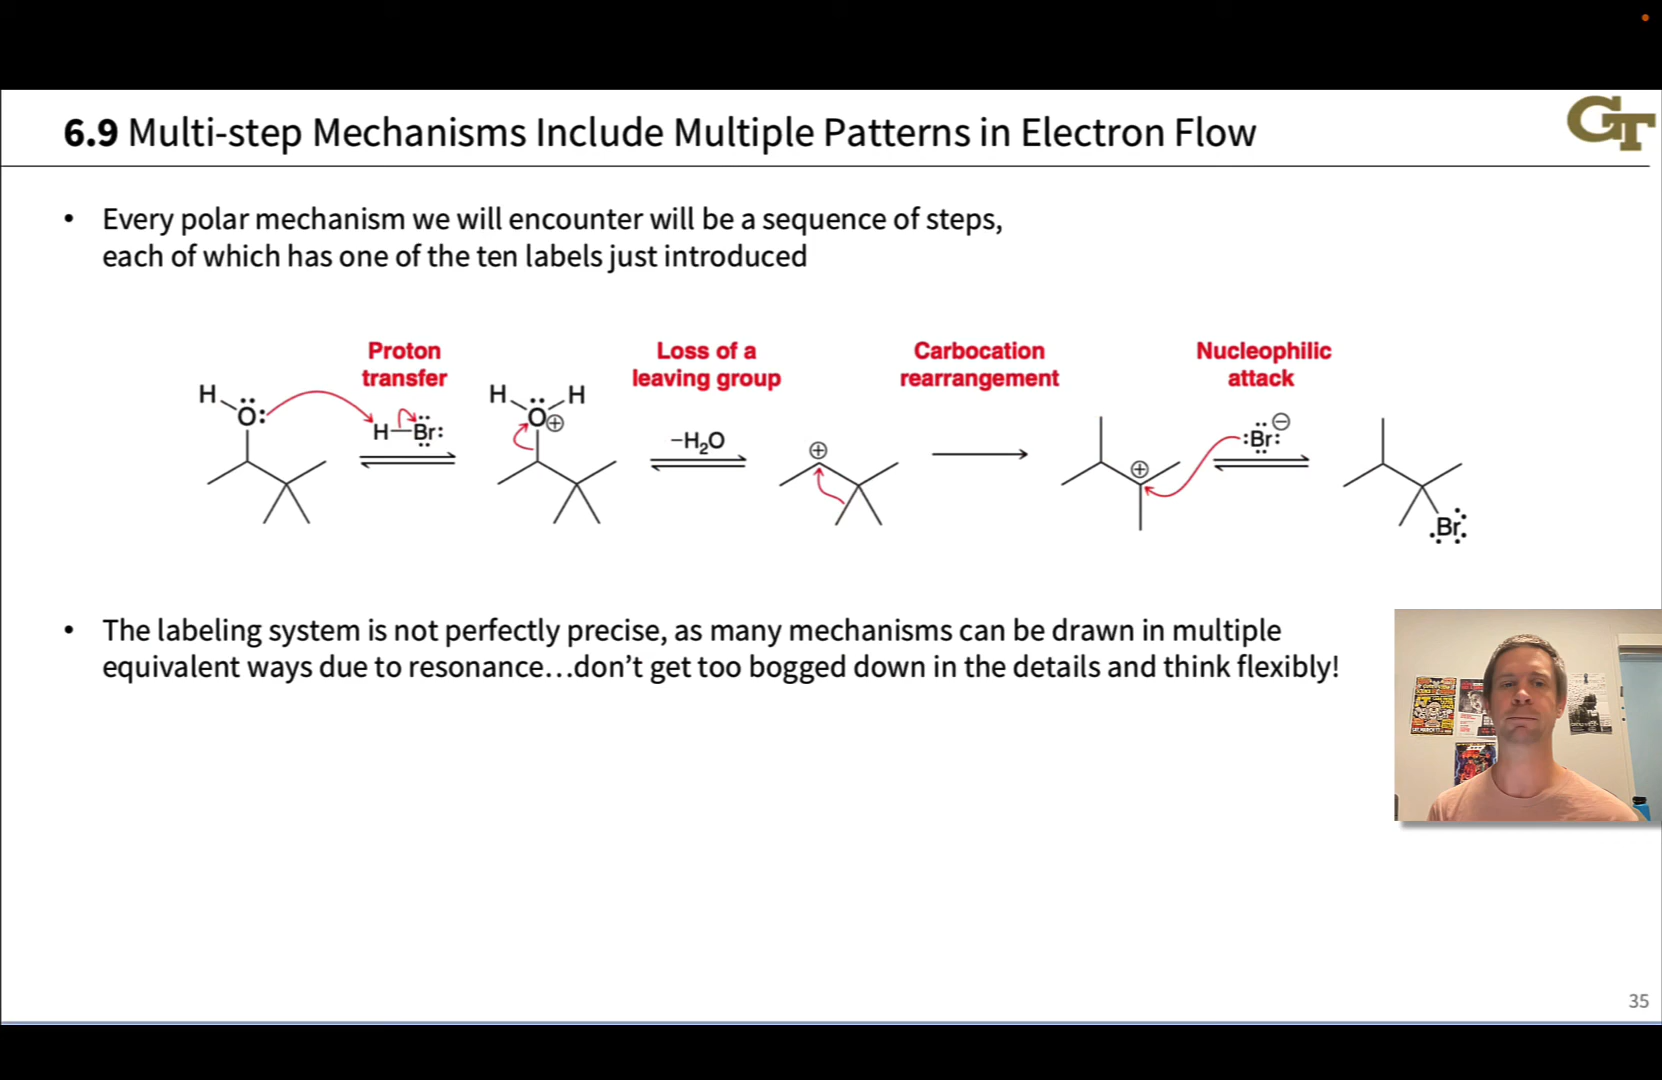 GT
6.9 Multi-step Mechanisms Include Multiple Patterns in Electron Flow
• Every polar mechanism we will encounter will be a sequence of steps,
each of which has one of the ten labels just introduced
Proton
transfer
Loss of a
leaving group
Carbocation
rearrangement
Nucleophilic
attack
H
Ö:
H—Br:
H
H
O⊕
−H₂O
⊕
⊕
:Br:⊖
Br
• The labeling system is not perfectly precise, as many mechanisms can be drawn in multiple
equivalent ways due to resonance…don’t get too bogged down in the details and think flexibly!
35